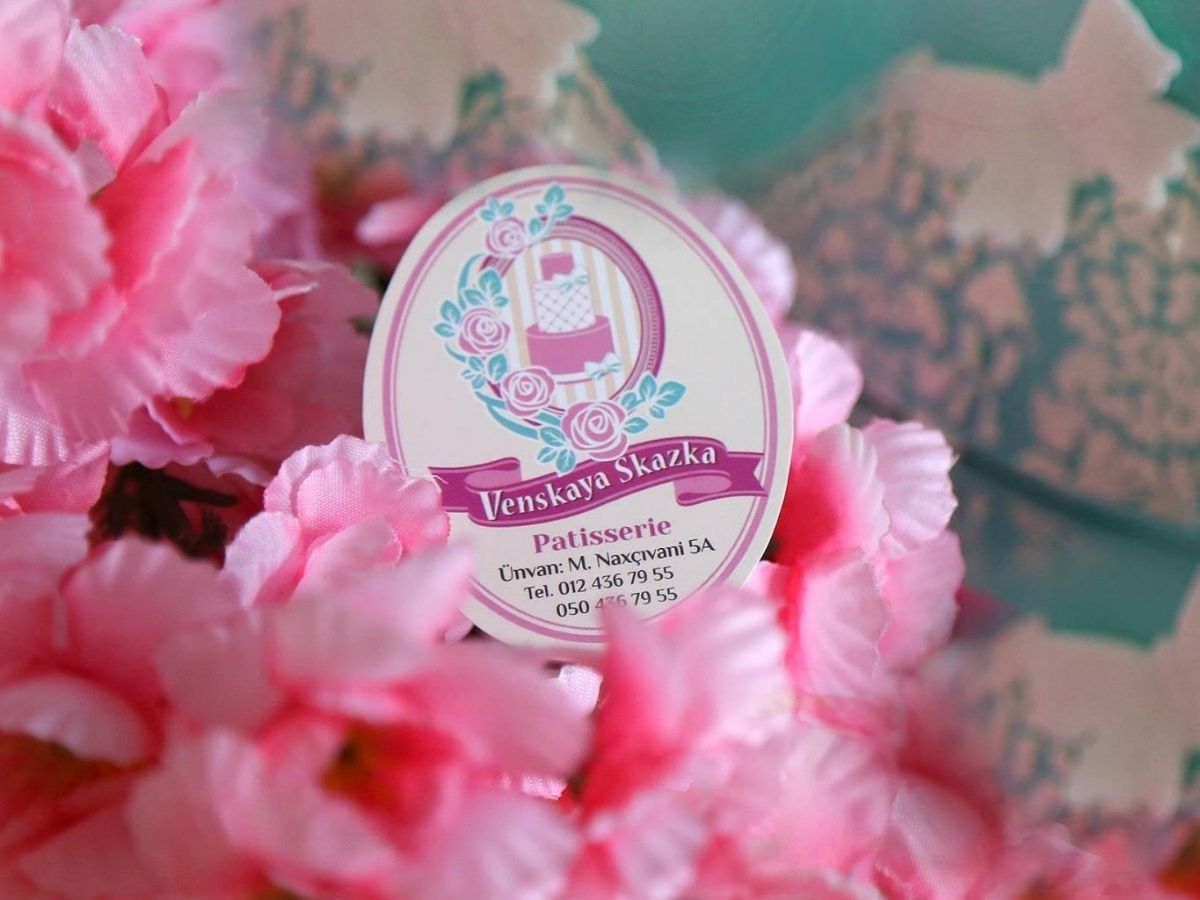 Venskaya Skazka
Patisserie
Ünvan: M. Naxçıvani 5A
Tel. 012 436 79 55
050 436 79 55